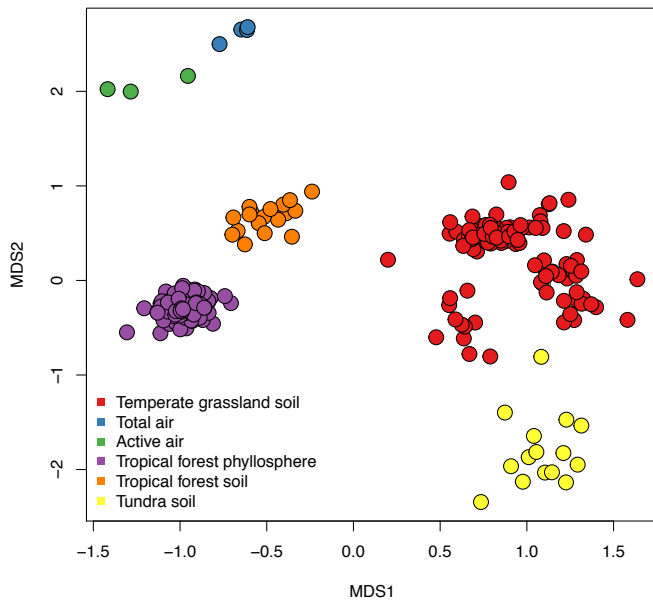 MDS2
2
1
0
−1
−2
Temperate grassland soil
Total air
Active air
Tropical forest phyllosphere
Tropical forest soil
Tundra soil
−1.5 −1.0 −0.5 0.0 0.5 1.0 1.5
MDS1